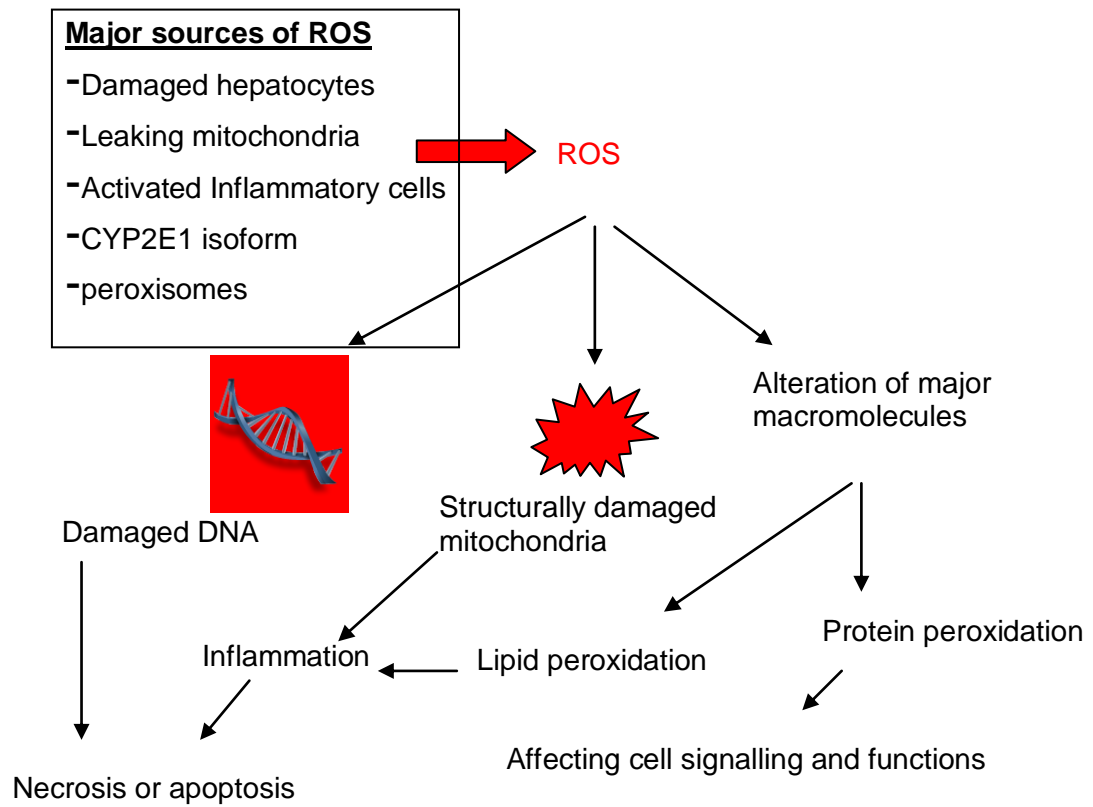 Major sources of ROS
-Damaged hepatocytes
-Leaking mitochondria
-Activated Inflammatory cells
-CYP2E1 isoform
-peroxisomes
ROS
Alteration of major
macromolecules
Structurally damaged
mitochondria
Damaged DNA
Inflammation
Lipid peroxidation
Protein peroxidation
Affecting cell signalling and functions
Necrosis or apoptosis